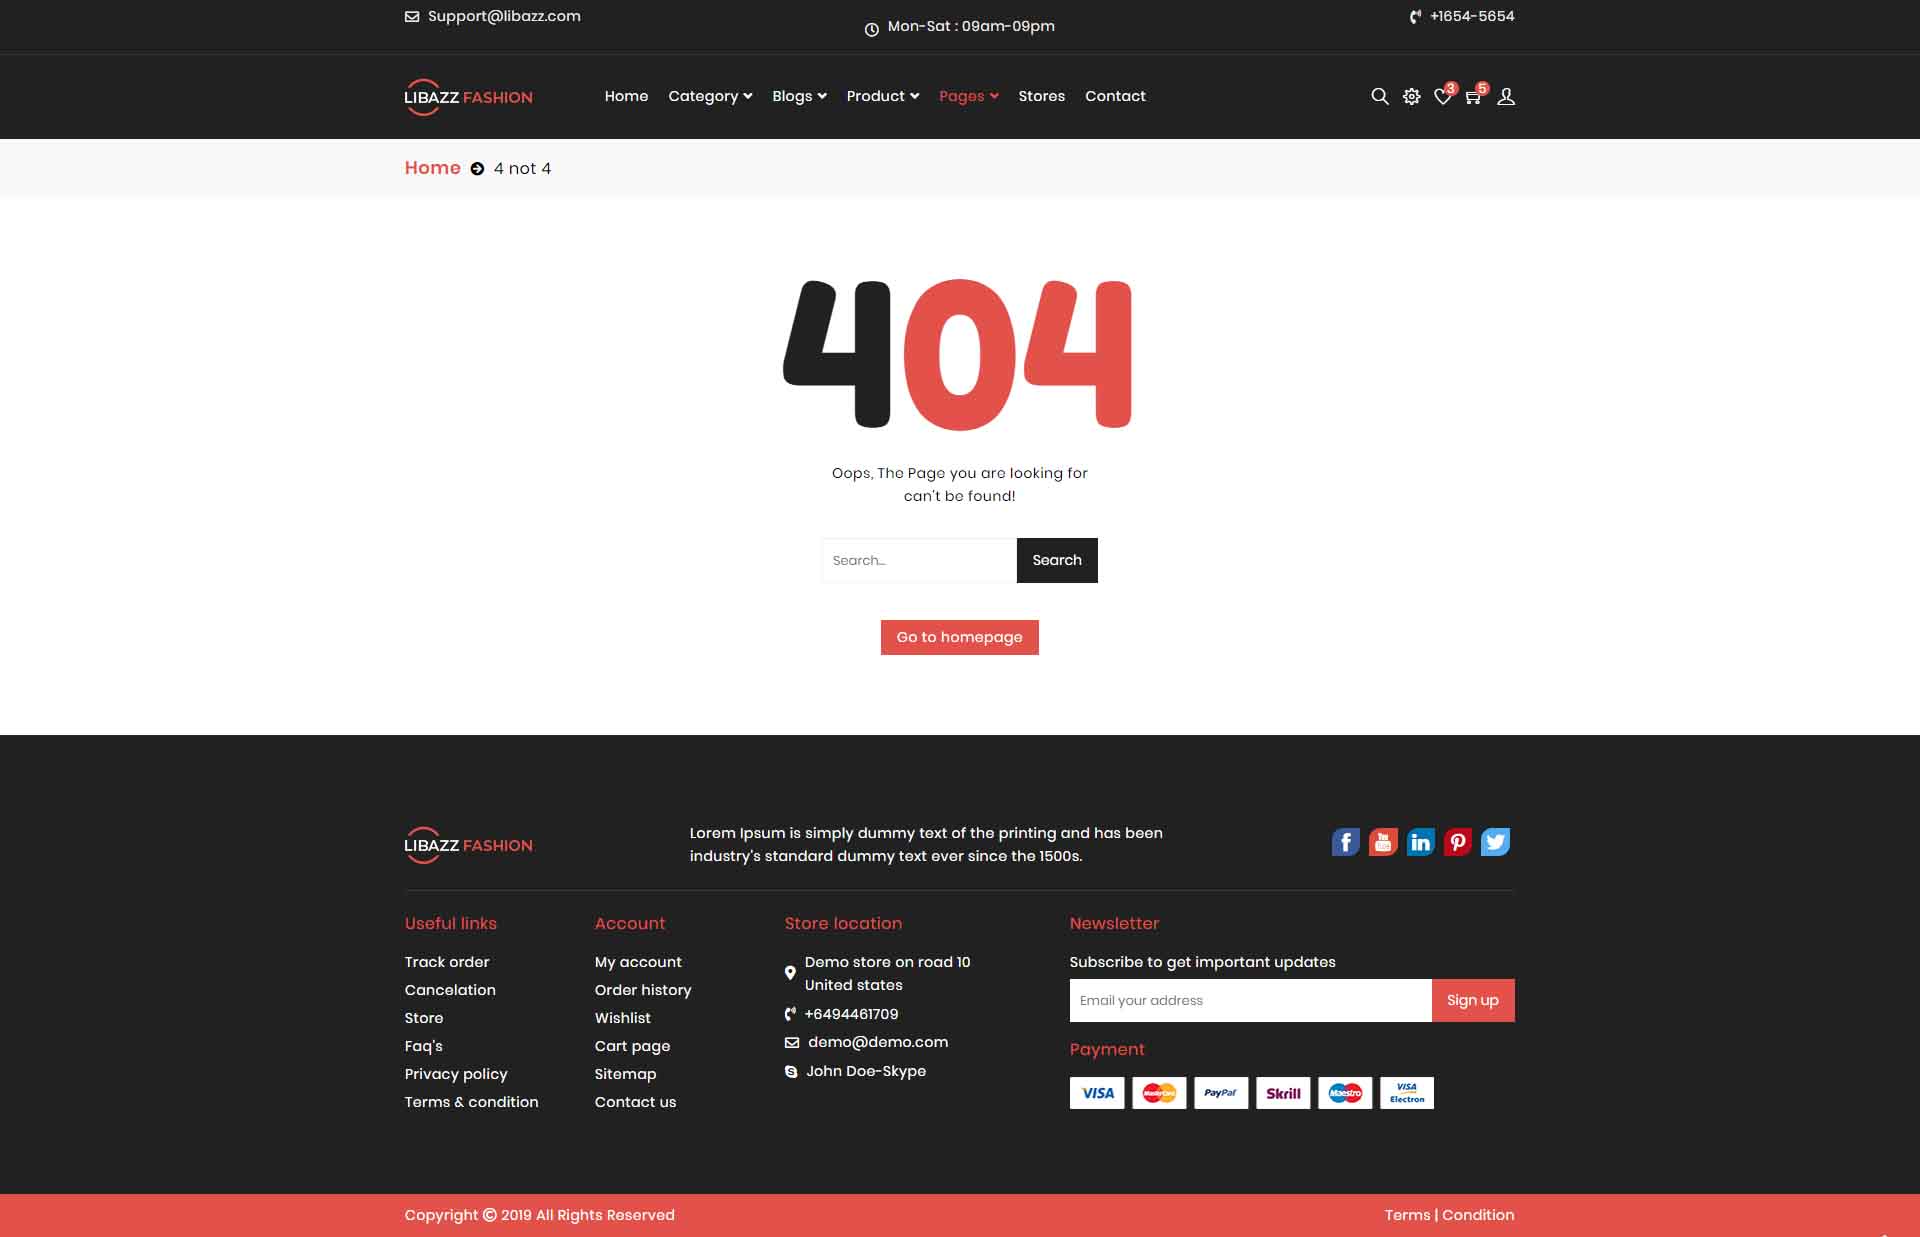 Support@libazz.com
Mon-Sat : 09am-09pm
+1654-5654
LIBAZZ FASHION
Home Category Blogs Product Pages Stores Contact
3 5
Home 4 not 4
404
Oops, The Page you are looking for
can't be found!
Search...
Search
Go to homepage
LIBAZZ FASHION
Lorem Ipsum is simply dummy text of the printing and has been
industry's standard dummy text ever since the 1500s.
f
You
in
Useful links
Track order
Cancelation
Store
Faq's
Privacy policy
Terms & condition
Account
My account
Order history
Wishlist
Cart page
Sitemap
Contact us
Store location
Demo store on road 10
United states
+6494461709
demo@demo.com
John Doe-Skype
Newsletter
Subscribe to get important updates
Email your address
Sign up
Payment
VISA MasterCard PayPal Skrill Maestro VISA
Electron
Copyright © 2019 All Rights Reserved
Terms | Condition